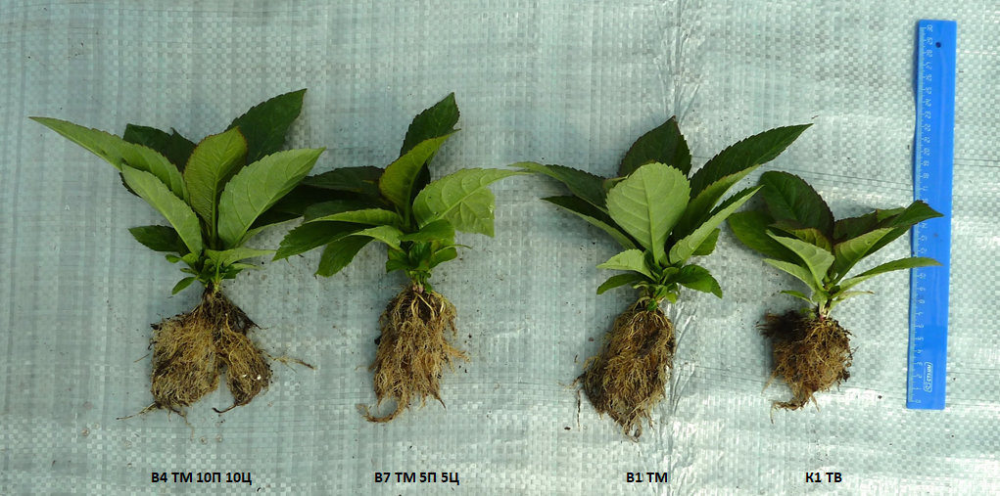 В4 ТМ 10П 10Ц
В7 ТМ 5П 5Ц
В1 ТМ
К1 ТВ